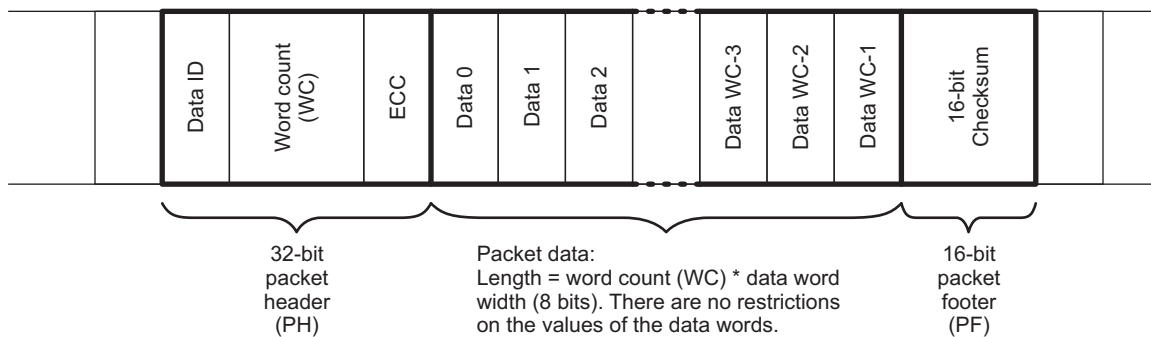 Data ID
Word count
(WC)
ECC
Data 0
Data 1
Data 2
Data WC-3
Data WC-2
Data WC-1
16-bit
Checksum
32-bit
packet
header
(PH)
Packet data:
Length = word count (WC) * data word
width (8 bits). There are no restrictions
on the values of the data words.
16-bit
packet
footer
(PF)